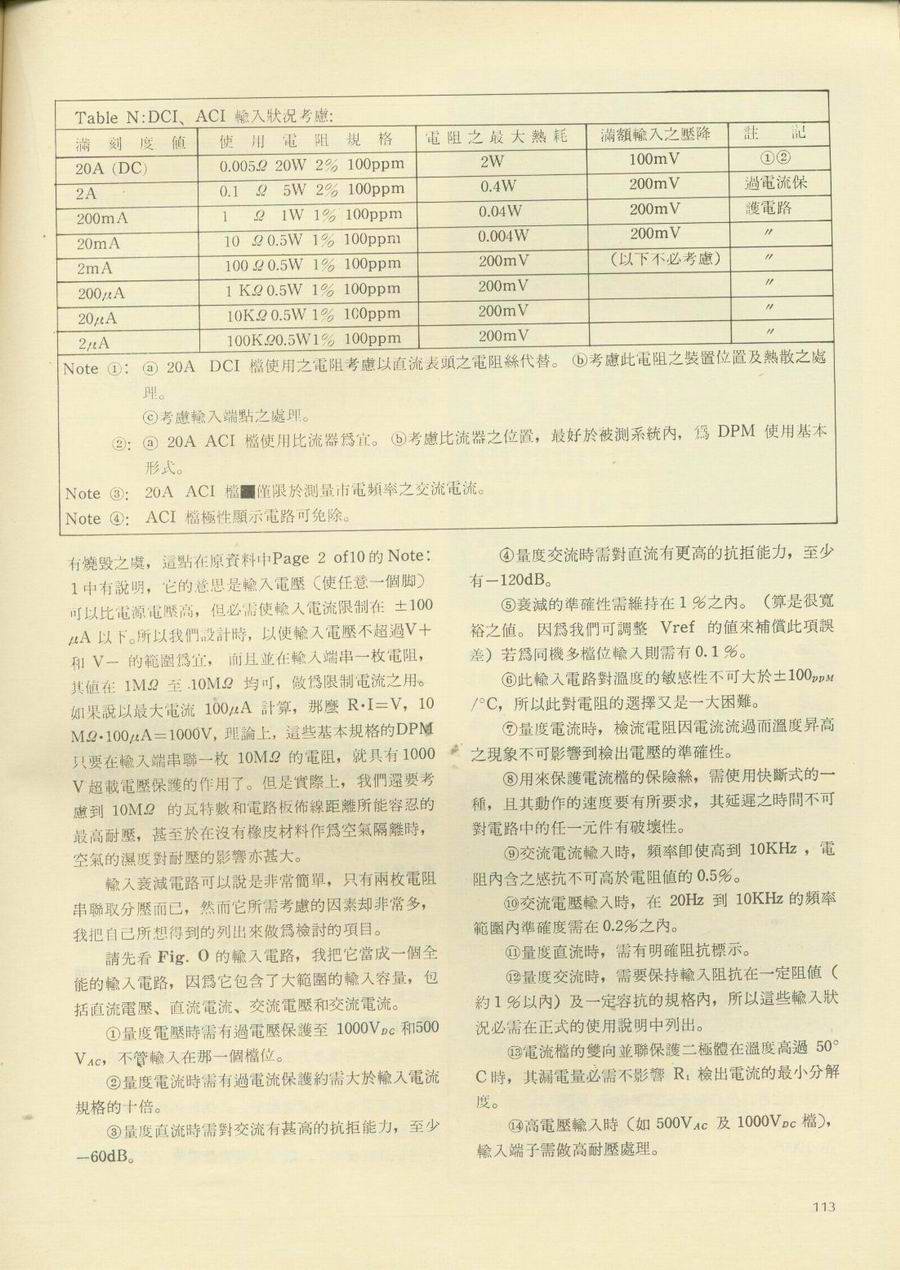 Table N:DCI、ACI 輸入狀況考慮:
滿刻度値 使用電阻規格 電阻之最大熱耗 滿額輸入之壓降 註記
20A (DC) 0.005Ω 20W 2% 100ppm 2W 100mV ①②
2A 0.1 Ω 5W 2% 100ppm 0.4W 200mV 過電流保
200mA 1 Ω 1W 1% 100ppm 0.04W 200mV 護電路
20mA 10 Ω 0.5W 1% 100ppm 0.004W 200mV 〃
2mA 100 Ω 0.5W 1% 100ppm 200mV (以下不必考慮) 〃
200μA 1 KΩ 0.5W 1% 100ppm 200mV 〃
20μA 10KΩ 0.5W 1% 100ppm 200mV 〃
2μA 100KΩ0.5W1% 100ppm 200mV 〃
Note ①: ⓐ 20A DCI 檔使用之電阻考慮以直流表頭之電阻絲代替。 ⓑ考慮此電阻之裝置位置及熱散之處
理。
ⓒ考慮輸入端點之處理。
②: ⓐ 20A ACI 檔使用比流器爲宜。 ⓑ考慮比流器之位置，最好於被測系統內，爲 DPM 使用基本
形式。
Note ③: 20A ACI 檔僅限於測量市電頻率之交流電流。
Note ④: ACI 檔極性顯示電路可免除。
有燒毀之虞，這點在原資料中Page 2 of10的 Note:
1中有說明，它的意思是輸入電壓（使任意一個脚）
可以比電源電壓高，但必需使輸入電流限制在 ±100
μA 以下。所以我們設計時，以使輸入電壓不超過V＋
和 V－ 的範圍爲宜， 而且並在輸入端串一枚電阻，
其値在 1MΩ 至 10MΩ 均可，做爲限制電流之用。
如果說以最大電流 100μA 計算，那麼 R·I＝V，10
MΩ·100μA＝1000V，理論上，這些基本規格的DPM
只要在輸入端串聯一枚 10MΩ 的電阻，就具有1000
V超載電壓保護的作用了。但是實際上，我們還要考
慮到 10MΩ 的瓦特數和電路板佈線距離所能容忍的
最高耐壓，甚至於在沒有橡皮材料作爲空氣隔離時，
空氣的濕度對耐壓的影響亦甚大。
輸入衰減電路可以說是非常簡單，只有兩枚電阻
串聯取分壓而已，然而它所需考慮的因素却非常多，
我把自己所想得到的列出來做爲檢討的項目。
請先看 Fig. O 的輸入電路，我把它當成一個全
能的輸入電路，因爲它包含了大範圍的輸入容量，包
括直流電壓、直流電流、交流電壓和交流電流。
①量度電壓時需有過電壓保護至 1000VDC 和500
VAC，不管輸入在那一個檔位。
②量度電流時需有過電流保護約需大於輸入電流
規格的十倍。
③量度直流時需對交流有甚高的抗拒能力，至少
－60dB。
④量度交流時需對直流有更高的抗拒能力，至少
有－120dB。
⑤衰減的準確性需維持在1％之內。（算是很寬
裕之値。因爲我們可調整 Vref 的値來補償此項誤
差）若爲同機多檔位輸入則需有0.1％。
⑥此輸入電路對溫度的敏感性不可大於±100PPM
/°C，所以此對電阻的選擇又是一大困難。
⑦量度電流時，檢流電阻因電流流過而溫度昇高
之現象不可影響到檢出電壓的準確性。
⑧用來保護電流檔的保險絲，需使用快斷式的一
種，且其動作的速度要有所要求，其延遲之時間不可
對電路中的任一元件有破壞性。
⑨交流電流輸入時，頻率卽使高到 10KHz ，電
阻內含之感抗不可高於電阻値的0.5％。
⑩交流電壓輸入時，在 20Hz 到 10KHz 的頻率
範圍內準確度需在0.2％之內。
⑪量度直流時，需有明確阻抗標示。
⑫量度交流時，需要保持輸入阻抗在一定阻値（
約1％以內）及一定容抗的規格內，所以這些輸入狀
況必需在正式的使用說明中列出。
⑬電流檔的雙向並聯保護二極體在溫度高過 50°
C時，其漏電量必需不影響 R1 檢出電流的最小分解
度。
⑭高電壓輸入時（如 500VAC 及 1000VDC 檔），
輸入端子需做高耐壓處理。
113